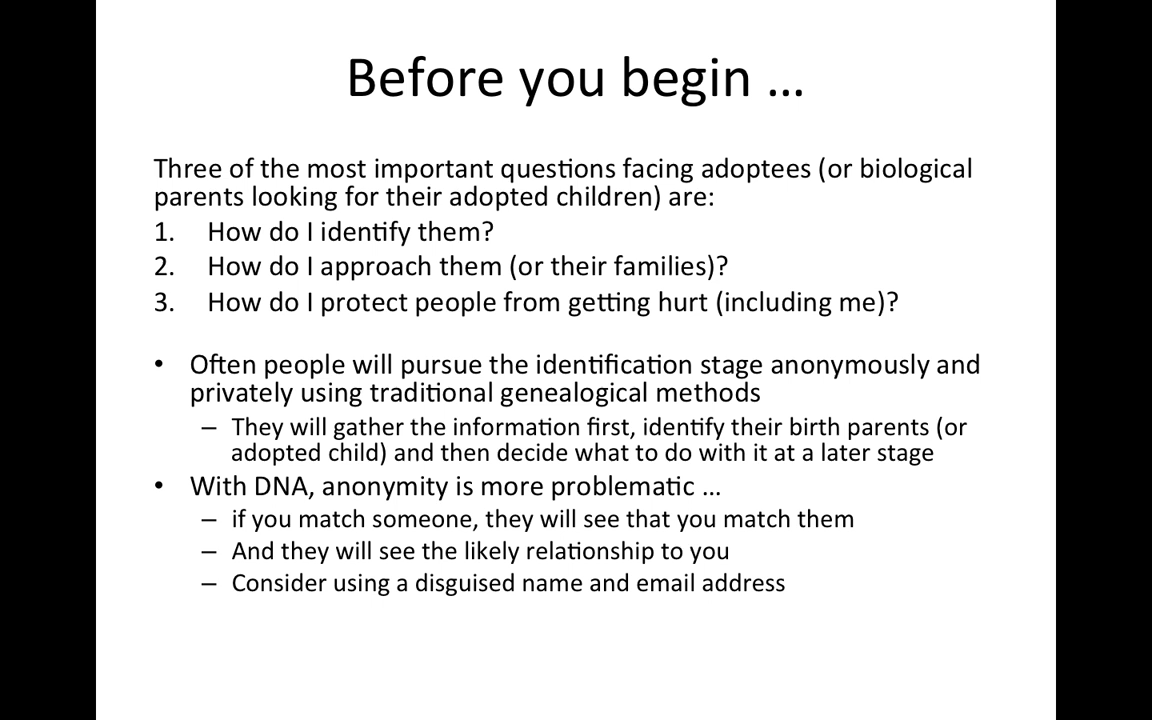 Before you begin …
Three of the most important questions facing adoptees (or biological
parents looking for their adopted children) are:
1. How do I identify them?
2. How do I approach them (or their families)?
3. How do I protect people from getting hurt (including me)?
• Often people will pursue the identification stage anonymously and
privately using traditional genealogical methods
– They will gather the information first, identify their birth parents (or
adopted child) and then decide what to do with it at a later stage
• With DNA, anonymity is more problematic …
– if you match someone, they will see that you match them
– And they will see the likely relationship to you
– Consider using a disguised name and email address